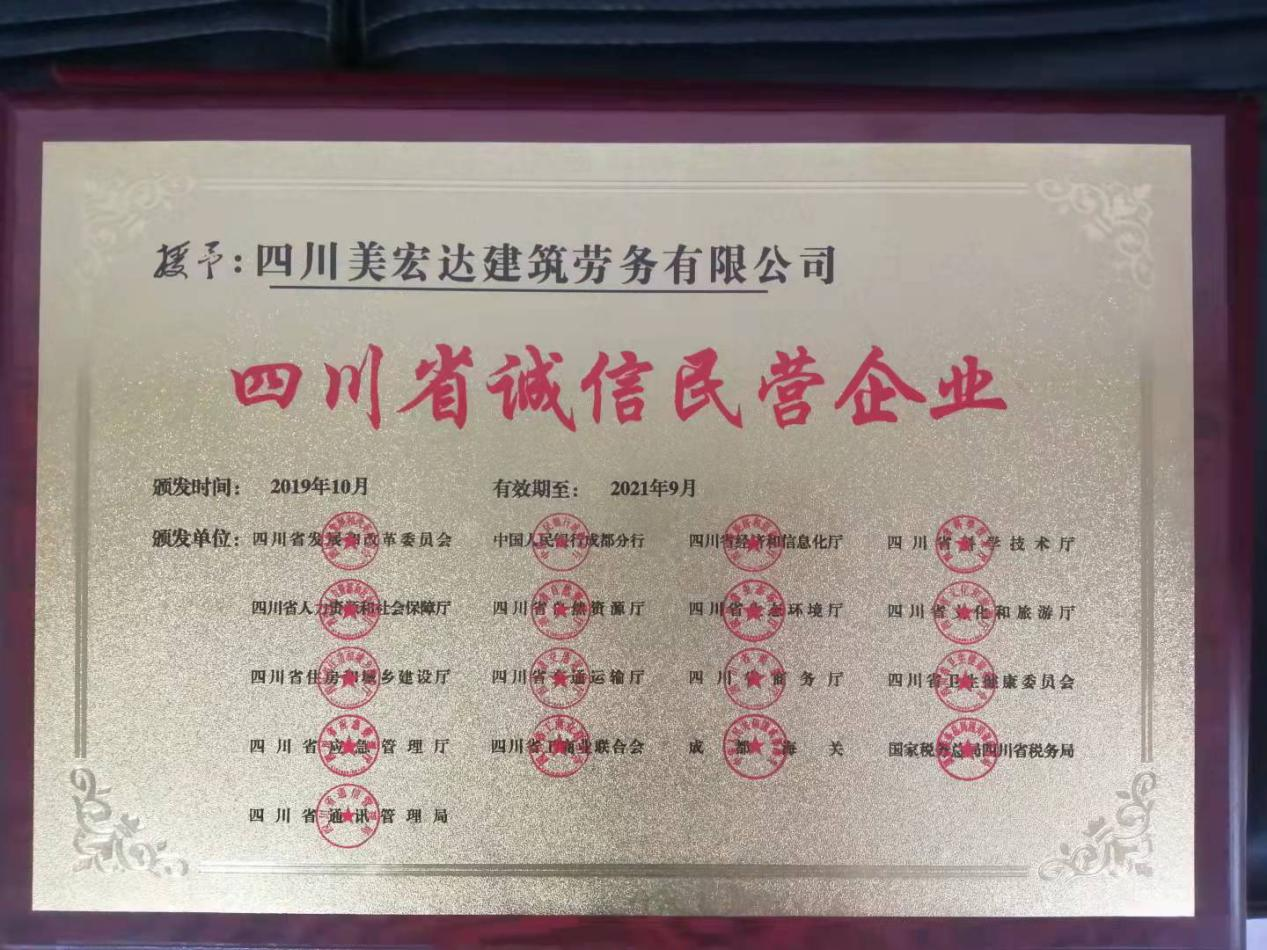 授予：四川美宏达建筑劳务有限公司
四川省诚信民营企业
颁发时间： 2019年10月 有效期至： 2021年9月
颁发单位：四川省发展和改革委员会 中国人民银行成都分行 四川省经济和信息化厅 四川省科学技术厅
四川省人力资源和社会保障厅 四川省自然资源厅 四川省生态环境厅 四川省文化和旅游厅
四川省住房和城乡建设厅 四川省交通运输厅 四川省商务厅 四川省卫生健康委员会
四川省应急管理厅 四川省工商业联合会 成都海关 国家税务总局四川省税务局
四川省通讯管理局